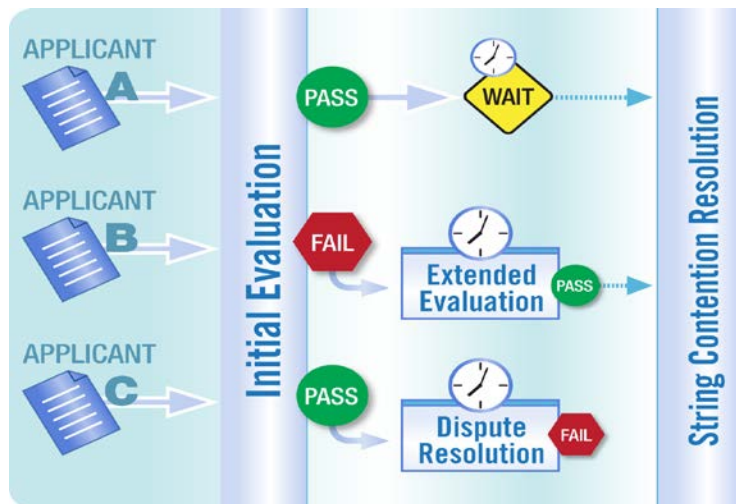 APPLICANT
A
PASS
WAIT
APPLICANT
B
FAIL
Extended
Evaluation
PASS
APPLICANT
C
PASS
Dispute
Resolution
FAIL
Initial Evaluation
String Contention Resolution